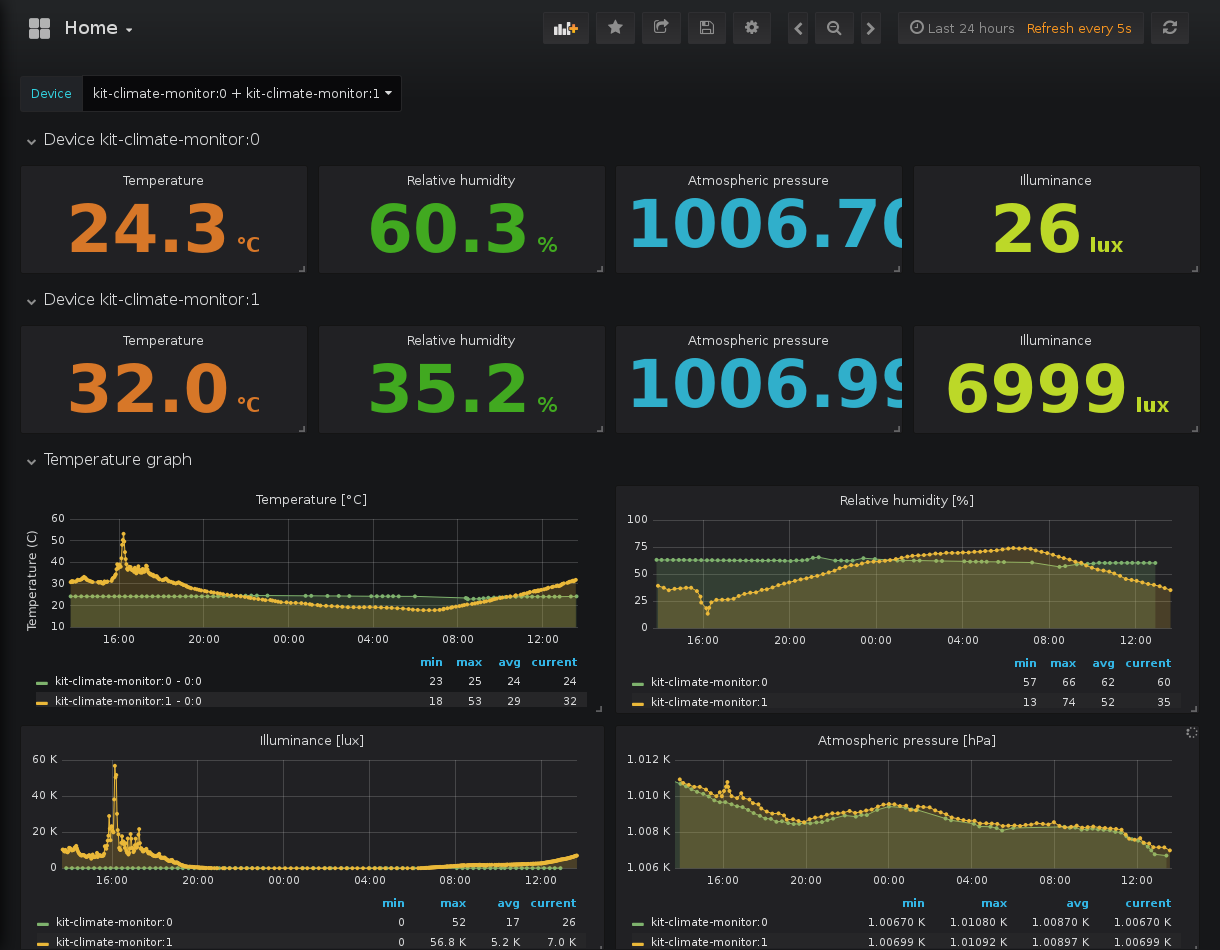 Home
Last 24 hours Refresh every 5s
Device kit-climate-monitor:0 + kit-climate-monitor:1
Device kit-climate-monitor:0
Temperature Relative humidity Atmospheric pressure Illuminance
24.3 °C 60.3 % 1006.70 26 lux
Device kit-climate-monitor:1
Temperature Relative humidity Atmospheric pressure Illuminance
32.0 °C 35.2 % 1006.99 6999 lux
Temperature graph
Temperature [°C]
Temperature (C)
60
50
40
30
20
10
16:00 20:00 00:00 04:00 08:00 12:00
min max avg current
kit-climate-monitor:0 - 0:0 23 25 24 24
kit-climate-monitor:1 - 0:0 18 53 29 32
Relative humidity [%]
100
75
50
25
0
16:00 20:00 00:00 04:00 08:00 12:00
min max avg current
kit-climate-monitor:0 57 66 62 60
kit-climate-monitor:1 13 74 52 35
Illuminance [lux]
60 K
40 K
20 K
0
16:00 20:00 00:00 04:00 08:00 12:00
min max avg current
kit-climate-monitor:0 0 52 17 26
kit-climate-monitor:1 0 56.8 K 5.2 K 7.0 K
Atmospheric pressure [hPa]
1.012 K
1.010 K
1.008 K
1.006 K
16:00 20:00 00:00 04:00 08:00 12:00
min max avg current
kit-climate-monitor:0 1.00670 K 1.01080 K 1.00870 K 1.00670 K
kit-climate-monitor:1 1.00699 K 1.01092 K 1.00897 K 1.00699 K